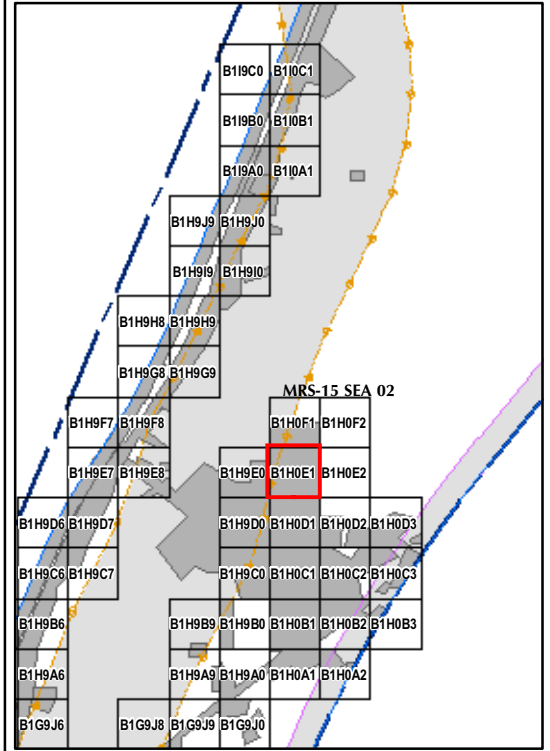 B1I9C0 B1I0C1
B1I9B0 B1I0B1
B1I9A0 B1I0A1
B1H9J9 B1H9J0
B1H9I9 B1H9I0
B1H9H8 B1H9H9
B1H9G8 B1H9G9
MRS-15 SEA 02
B1H9F7 B1H9F8 B1H0F1 B1H0F2
B1H9E7 B1H9E8 B1H9E0 B1H0E1 B1H0E2
B1H9D6 B1H9D7 B1H9D0 B1H0D1 B1H0D2 B1H0D3
B1H9C6 B1H9C7 B1H9C0 B1H0C1 B1H0C2 B1H0C3
B1H9B6 B1H9B9 B1H9B0 B1H0B1 B1H0B2 B1H0B3
B1H9A6 B1H9A9 B1H9A0 B1H0A1 B1H0A2
B1G9J6 B1G9J8 B1G9J9 B1G9J0